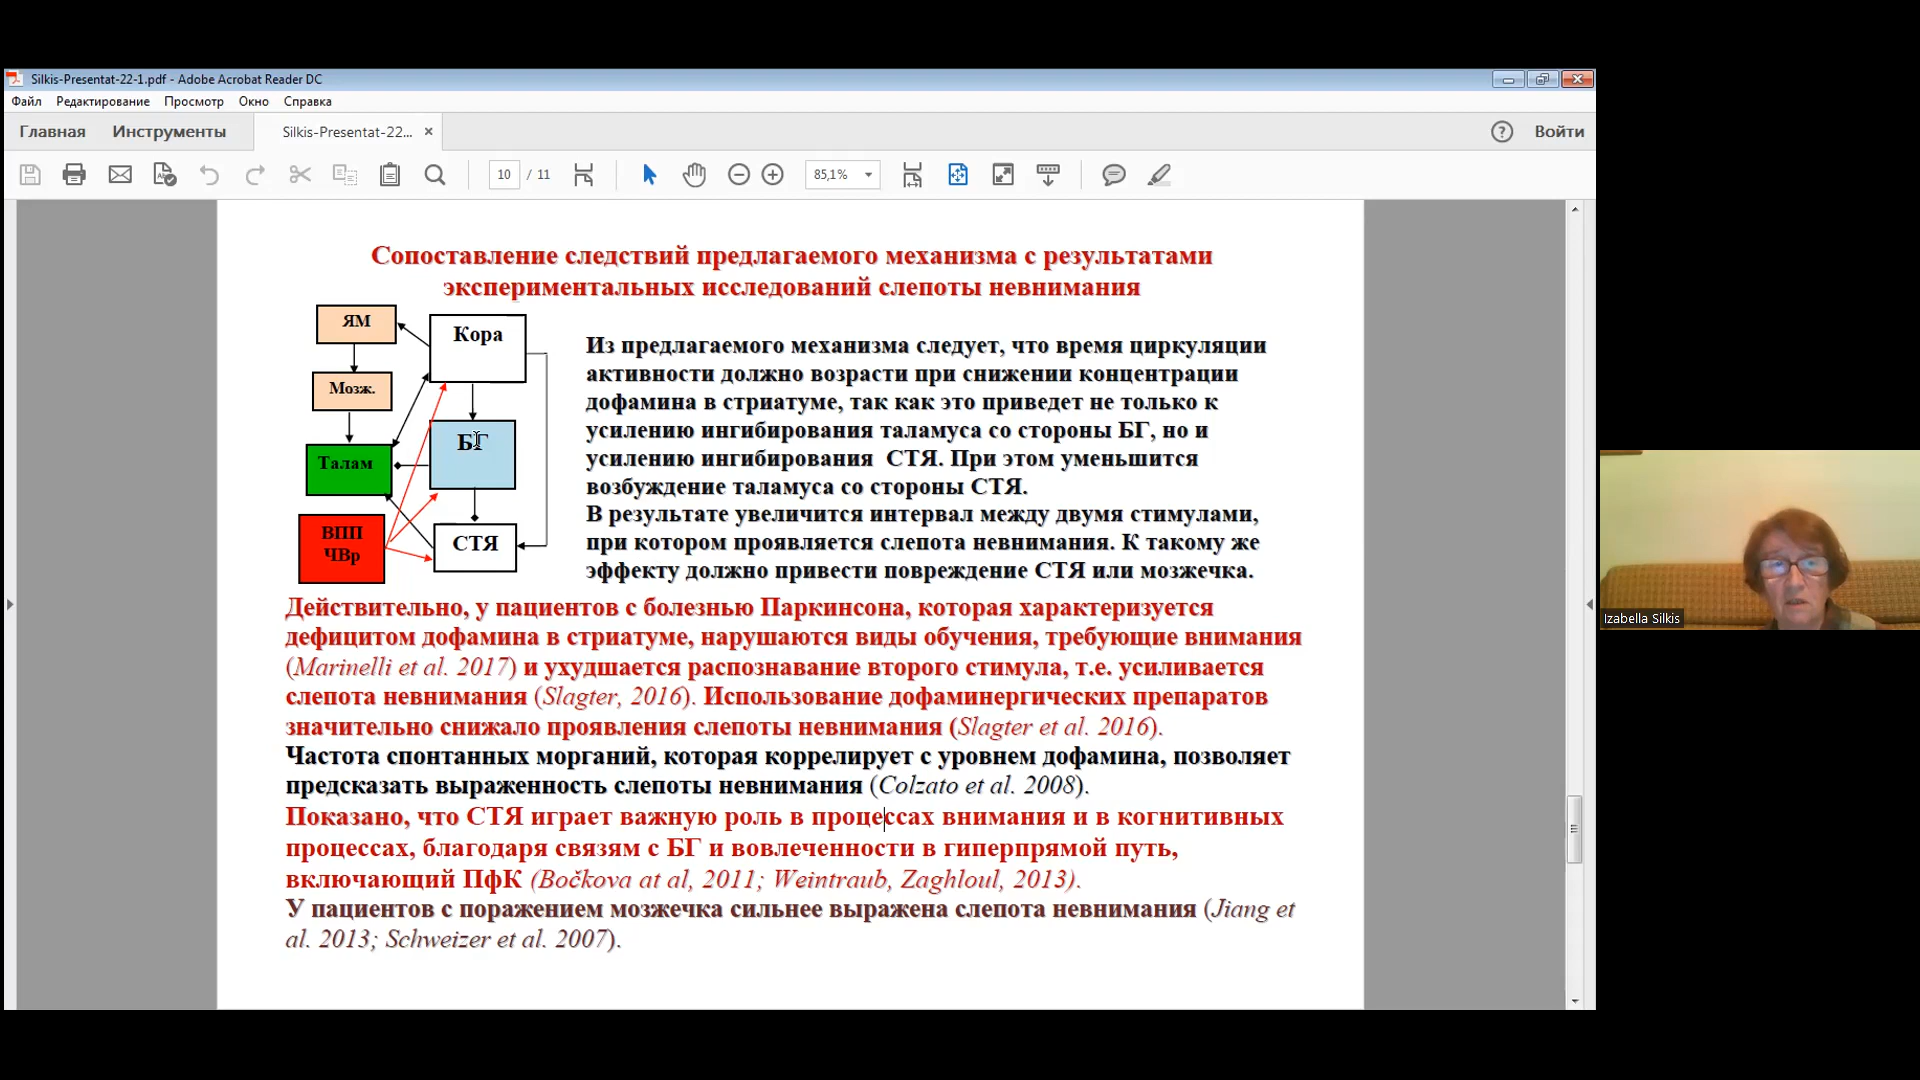 Silkis-Presentat-22-1.pdf - Adobe Acrobat Reader DC
Файл Редактирование Просмотр Окно Справка
Главная Инструменты Silkis-Presentat-22... × Войти
10 / 11 85,1%
Сопоставление следствий предлагаемого механизма с результатами
экспериментальных исследований слепоты невнимания
ЯМ
Кора
Мозж.
БГ
Талам
ВПП
ЧВр
СТЯ
Из предлагаемого механизма следует, что время циркуляции
активности должно возрасти при снижении концентрации
дофамина в стриатуме, так как это приведет не только к
усилению ингибирования таламуса со стороны БГ, но и
усилению ингибирования СТЯ. При этом уменьшится
возбуждение таламуса со стороны СТЯ.
В результате увеличится интервал между двумя стимулами,
при котором проявляется слепота невнимания. К такому же
эффекту должно привести повреждение СТЯ или мозжечка.
Действительно, у пациентов с болезнью Паркинсона, которая характеризуется
дефицитом дофамина в стриатуме, нарушаются виды обучения, требующие внимания
(Marinelli et al. 2017) и ухудшается распознавание второго стимула, т.е. усиливается
слепота невнимания (Slagter, 2016). Использование дофаминергических препаратов
значительно снижало проявления слепоты невнимания (Slagter et al. 2016).
Частота спонтанных морганий, которая коррелирует с уровнем дофамина, позволяет
предсказать выраженность слепоты невнимания (Colzato et al. 2008).
Показано, что СТЯ играет важную роль в процессах внимания и в когнитивных
процессах, благодаря связям с БГ и вовлеченности в гиперпрямой путь,
включающий ПфК (Bočkova at al, 2011; Weintraub, Zaghloul, 2013).
У пациентов с поражением мозжечка сильнее выражена слепота невнимания (Jiang et
al. 2013; Schweizer et al. 2007).
Izabella Silkis